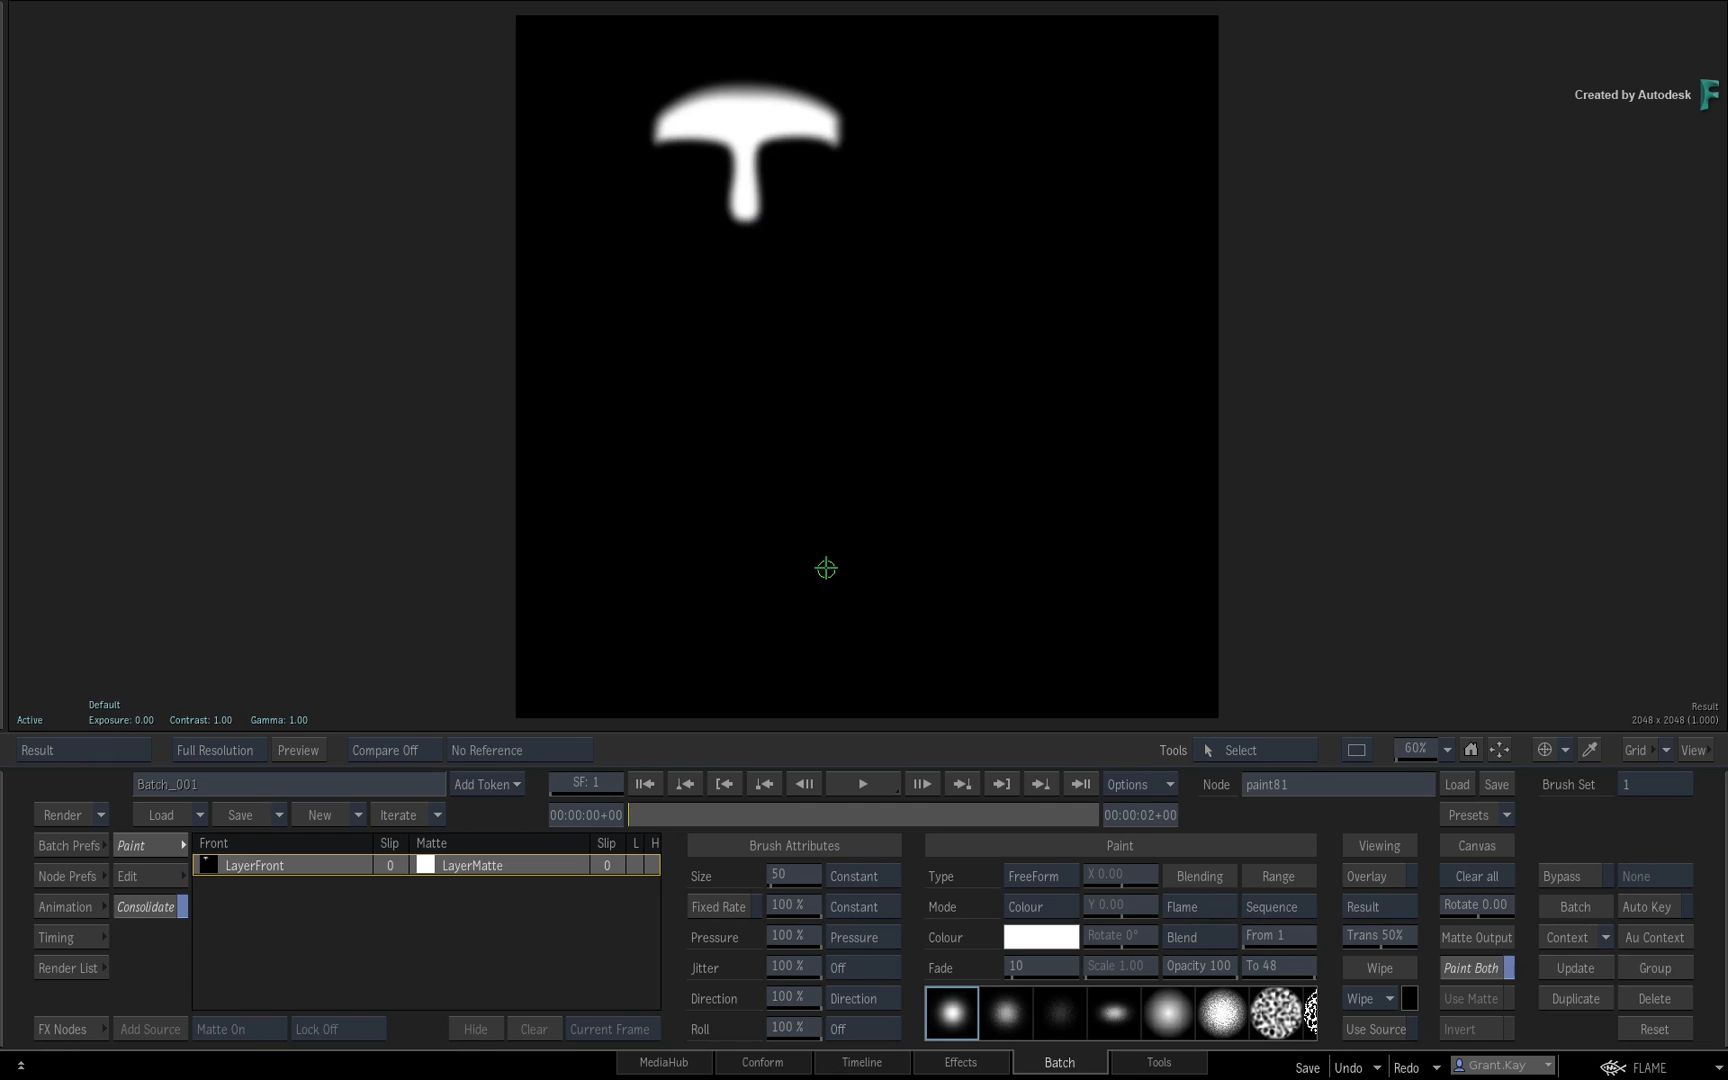 Created by Autodesk
Default
Active Exposure: 0.00 Contrast: 1.00 Gamma: 1.00
Result
2048 x 2048 (1.000)
Result Full Resolution Preview Compare Off No Reference Tools Select 60% Grid View
Batch_001 Add Token SF: 1 Options Node paint81 Load Save Brush Set 1
Render Load Save New Iterate 00:00:00+00 00:00:02+00 Presets
Batch Prefs Paint Front Slip Matte Slip L H Brush Attributes Paint Viewing Canvas
LayerFront 0 LayerMatte 0
Node Prefs Edit Size 50 Constant Type FreeForm X 0.00 Blending Range Overlay Clear all Bypass None
Animation Consolidate Fixed Rate 100 % Constant Mode Colour Y 0.00 Flame Sequence Result Rotate 0.00 Batch Auto Key
Timing Pressure 100 % Pressure Colour Rotate 0° Blend From 1 Trans 50% Matte Output Context Au Context
Render List Jitter 100 % Off Fade 10 Scale 1.00 Opacity 100 To 48 Wipe Paint Both Update Group
Direction 100 % Direction Wipe Use Matte Duplicate Delete
FX Nodes Add Source Matte On Lock Off Hide Clear Current Frame Roll 100 % Off Use Source Invert Reset
MediaHub Conform Timeline Effects Batch Tools Save Undo Redo Grant.Kay FLAME